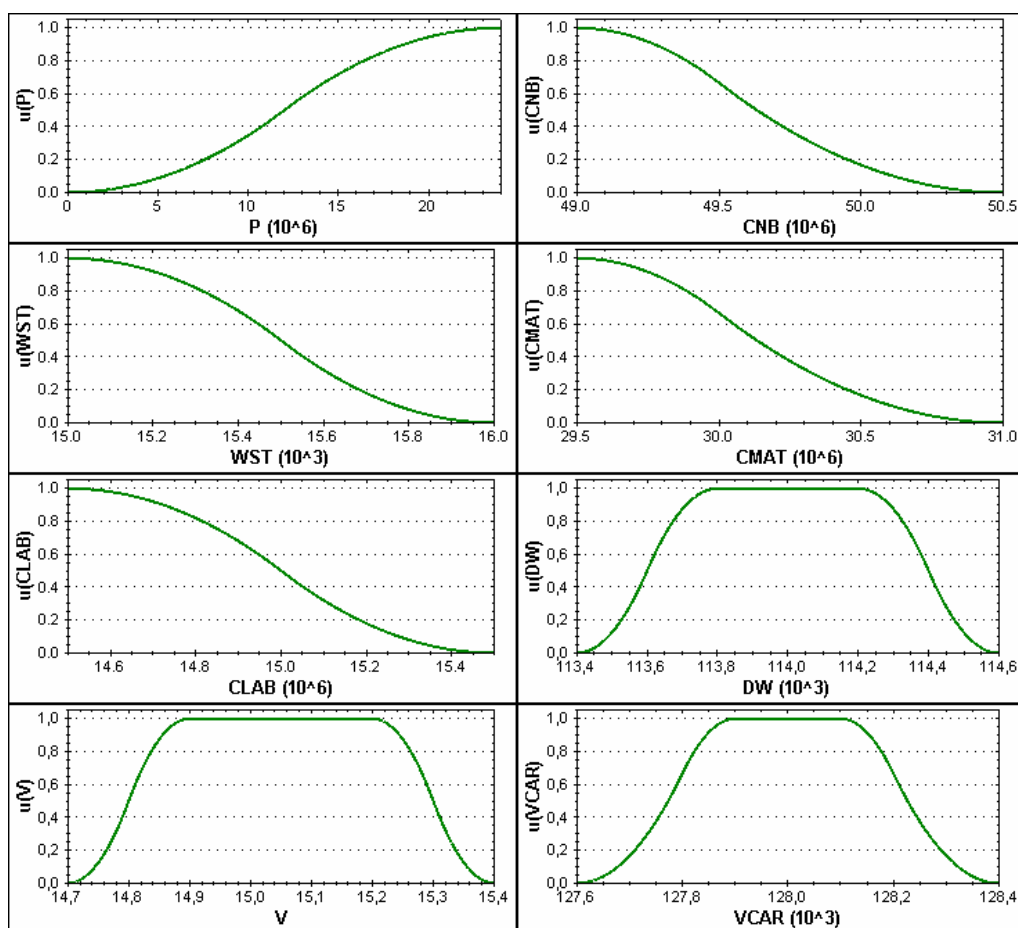 u(P)
1.0
0.8
0.6
0.4
0.2
0.0
0 5 10 15 20
P (10^6)
u(CNB)
1.0
0.8
0.6
0.4
0.2
0.0
49.0 49.5 50.0 50.5
CNB (10^6)
u(WST)
1.0
0.8
0.6
0.4
0.2
0.0
15.0 15.2 15.4 15.6 15.8 16.0
WST (10^3)
u(CMAT)
1.0
0.8
0.6
0.4
0.2
0.0
29.5 30.0 30.5 31.0
CMAT (10^6)
u(CLAB)
1.0
0.8
0.6
0.4
0.2
0.0
14.6 14.8 15.0 15.2 15.4
CLAB (10^6)
u(DW)
1,0
0,8
0,6
0,4
0,2
0,0
113,4 113,6 113,8 114,0 114,2 114,4 114,6
DW (10^3)
u(V)
1,0
0,8
0,6
0,4
0,2
0,0
14,7 14,8 14,9 15,0 15,1 15,2 15,3 15,4
V
u(VCAR)
1,0
0,8
0,6
0,4
0,2
0,0
127,6 127,8 128,0 128,2 128,4
VCAR (10^3)